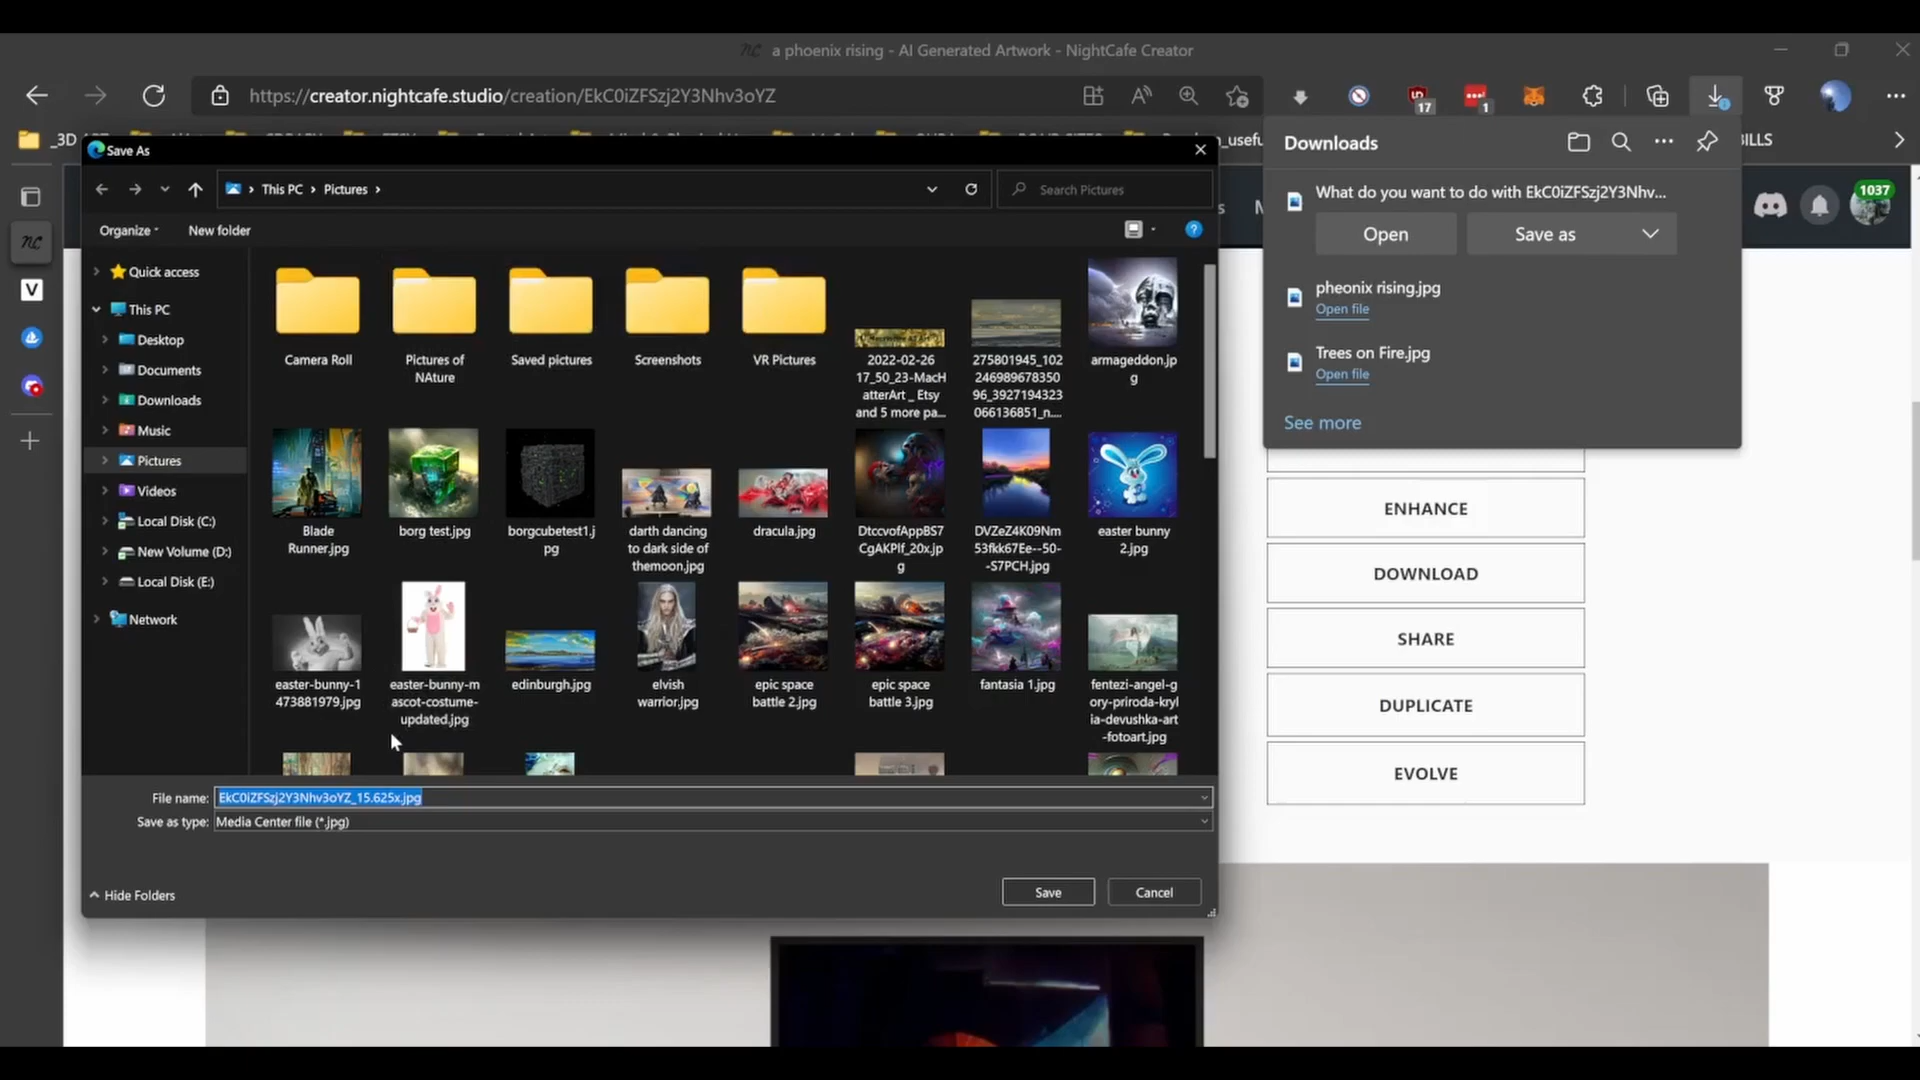 a phoenix rising - AI Generated Artwork - NightCafe Creator
https://creator.nightcafe.studio/creation/EkC0iZFSzj2Y3Nhv3oYZ
17
1
_3D
BILLS
Save As
This PC > Pictures >
Search Pictures
Organize
New folder
Quick access
This PC
Desktop
Documents
Downloads
Music
Pictures
Videos
Local Disk (C:)
New Volume (D:)
Local Disk (E:)
Network
Camera Roll
Pictures of
NAture
Saved pictures
Screenshots
VR Pictures
2022-02-26
17_50_23-MacH
atterArt _ Etsy
and 5 more pa...
275801945_102
246989678350
96_3927194323
066136851_n....
armageddon.jp
g
Blade
Runner.jpg
borg test.jpg
borgcubetest1.j
pg
darth dancing
to dark side of
themoon.jpg
dracula.jpg
DtccvofAppBS7
CgAKPlf_20x.jp
g
DVZeZ4K09Nm
53fkk67Ee--50-
-S7PCH.jpg
easter bunny
2.jpg
easter-bunny-1
473881979.jpg
easter-bunny-m
ascot-costume-
updated.jpg
edinburgh.jpg
elvish
warrior.jpg
epic space
battle 2.jpg
epic space
battle 3.jpg
fantasia 1.jpg
fentezi-angel-g
ory-priroda-kryl
ia-devushka-art
-fotoart.jpg
File name: EkC0iZFSzj2Y3Nhv3oYZ_15.625x.jpg
Save as type: Media Center file (*.jpg)
Hide Folders
Save
Cancel
Downloads
What do you want to do with EkC0iZFSzj2Y3Nhv...
Open
Save as
pheonix rising.jpg
Open file
Trees on Fire.jpg
Open file
See more
1037
ENHANCE
DOWNLOAD
SHARE
DUPLICATE
EVOLVE